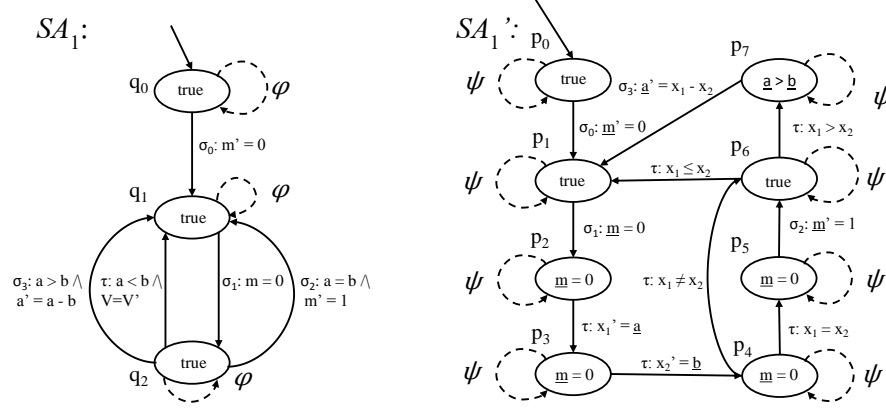 SA₁:
q₀
true
φ
σ₀: m’ = 0
q₁
true
φ
σ₃: a > b /\
a’ = a - b
τ: a < b /\
V=V’
σ₁: m = 0
σ₂: a = b /\
m’ = 1
true
q₂
φ
SA₁’:
p₀
true
ψ
σ₀: m’ = 0
σ₃: a’ = x₁ - x₂
p₇
a > b
ψ
τ: x₁ > x₂
p₁
true
ψ
τ: x₁ ≤ x₂
p₆
true
ψ
σ₁: m = 0
σ₂: m’ = 1
p₂
m = 0
ψ
τ: x₁ ≠ x₂
p₅
m = 0
ψ
τ: x₁’ = a
τ: x₁ = x₂
p₃
m = 0
ψ
τ: x₂’ = b
p₄
m = 0
ψ